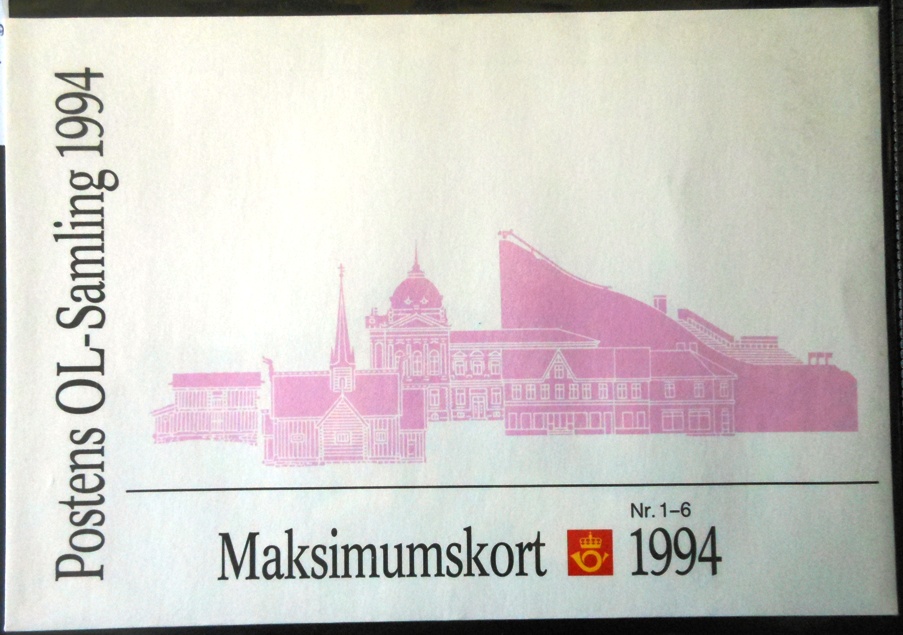 Postens OL-Samling 1994
Nr. 1-6
Maksimumskort 1994